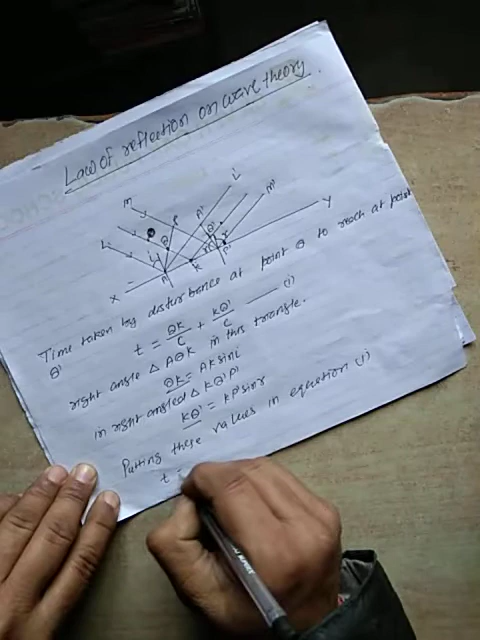 Law of reflection on wave theory.
m
P
A'
L'
M'
L
Q
Q'
i
r
Y
X
A
K
P'
Time taken by disturbance at point Q to reach at point
Q'
t = QK/C + KQ'/C — (i)
right angle △ AQK in this triangle.
QK = AK sin i
in right angled △ KQ'P'
KQ' = KP' sin r
Putting these values in equation (i)
t =